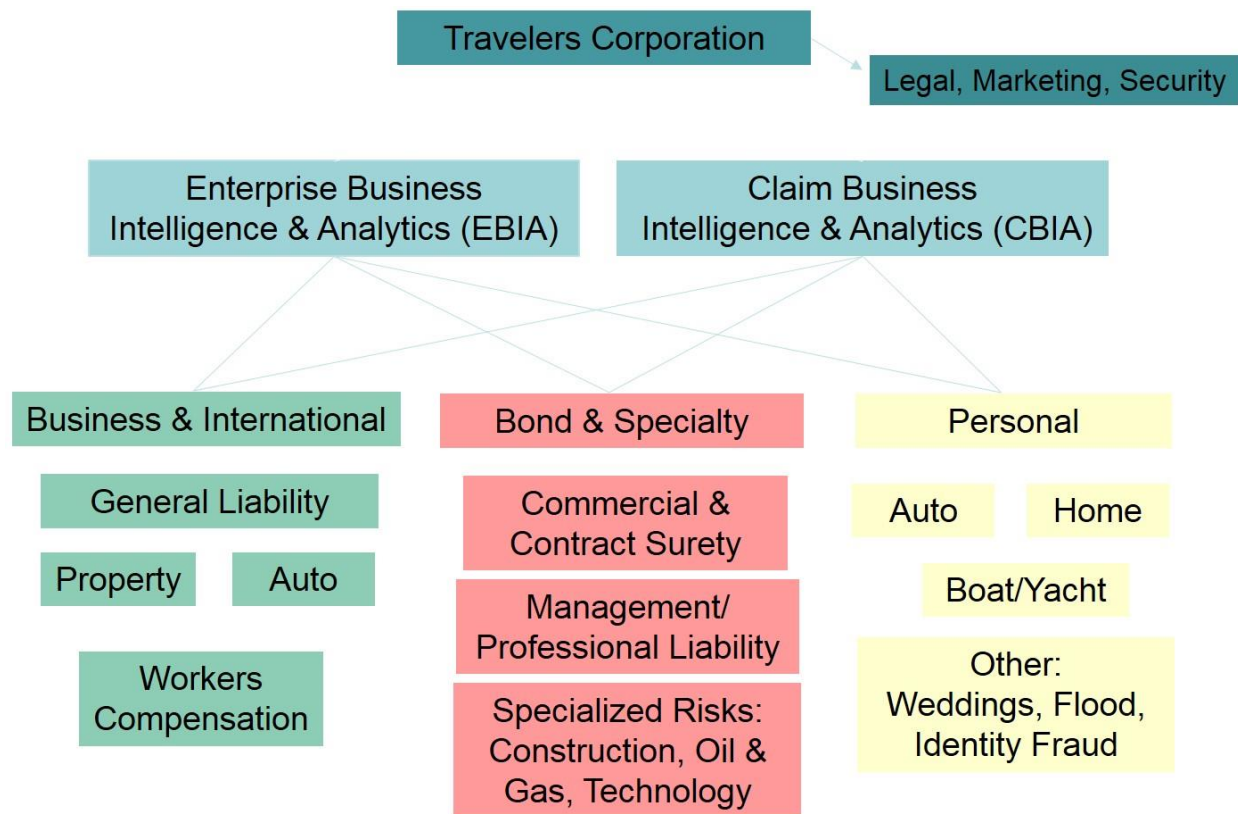 Travelers Corporation
Legal, Marketing, Security
Enterprise Business
Intelligence & Analytics (EBIA)
Claim Business
Intelligence & Analytics (CBIA)
Business & International
General Liability
Property
Auto
Workers
Compensation
Bond & Specialty
Commercial &
Contract Surety
Management/
Professional Liability
Specialized Risks:
Construction, Oil &
Gas, Technology
Personal
Auto
Home
Boat/Yacht
Other:
Weddings, Flood,
Identity Fraud